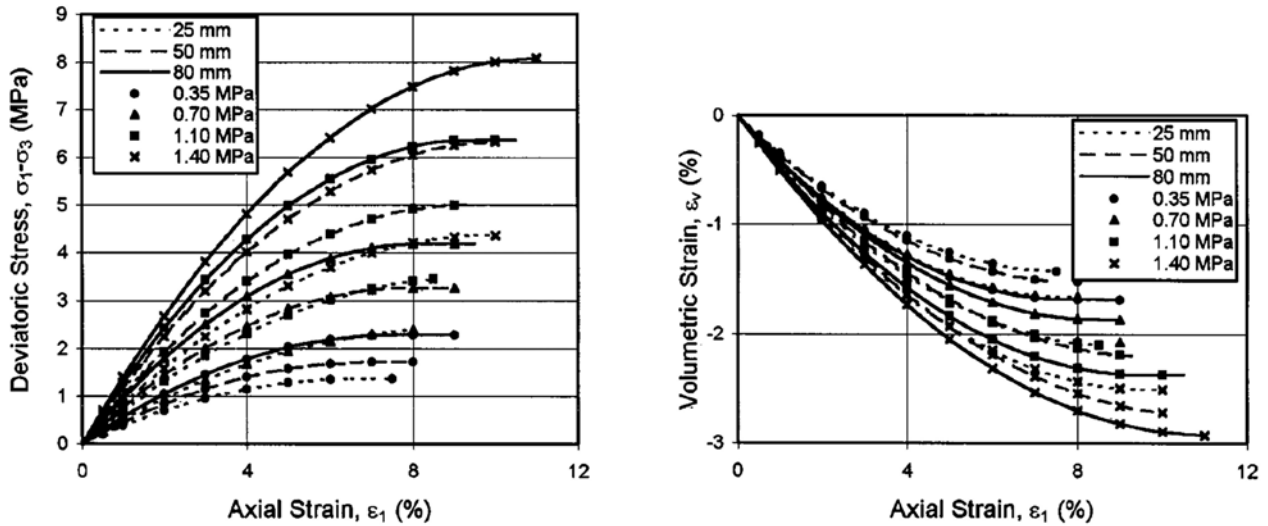 Deviatoric Stress, σ1-σ3 (MPa)
9
8
7
6
5
4
3
2
1
0
25 mm
50 mm
80 mm
0.35 MPa
0.70 MPa
1.10 MPa
1.40 MPa
0
4
8
12
Axial Strain, ε1 (%)
Volumetric Strain, εv (%)
0
-1
-2
-3
25 mm
50 mm
80 mm
0.35 MPa
0.70 MPa
1.10 MPa
1.40 MPa
0
4
8
12
Axial Strain, ε1 (%)